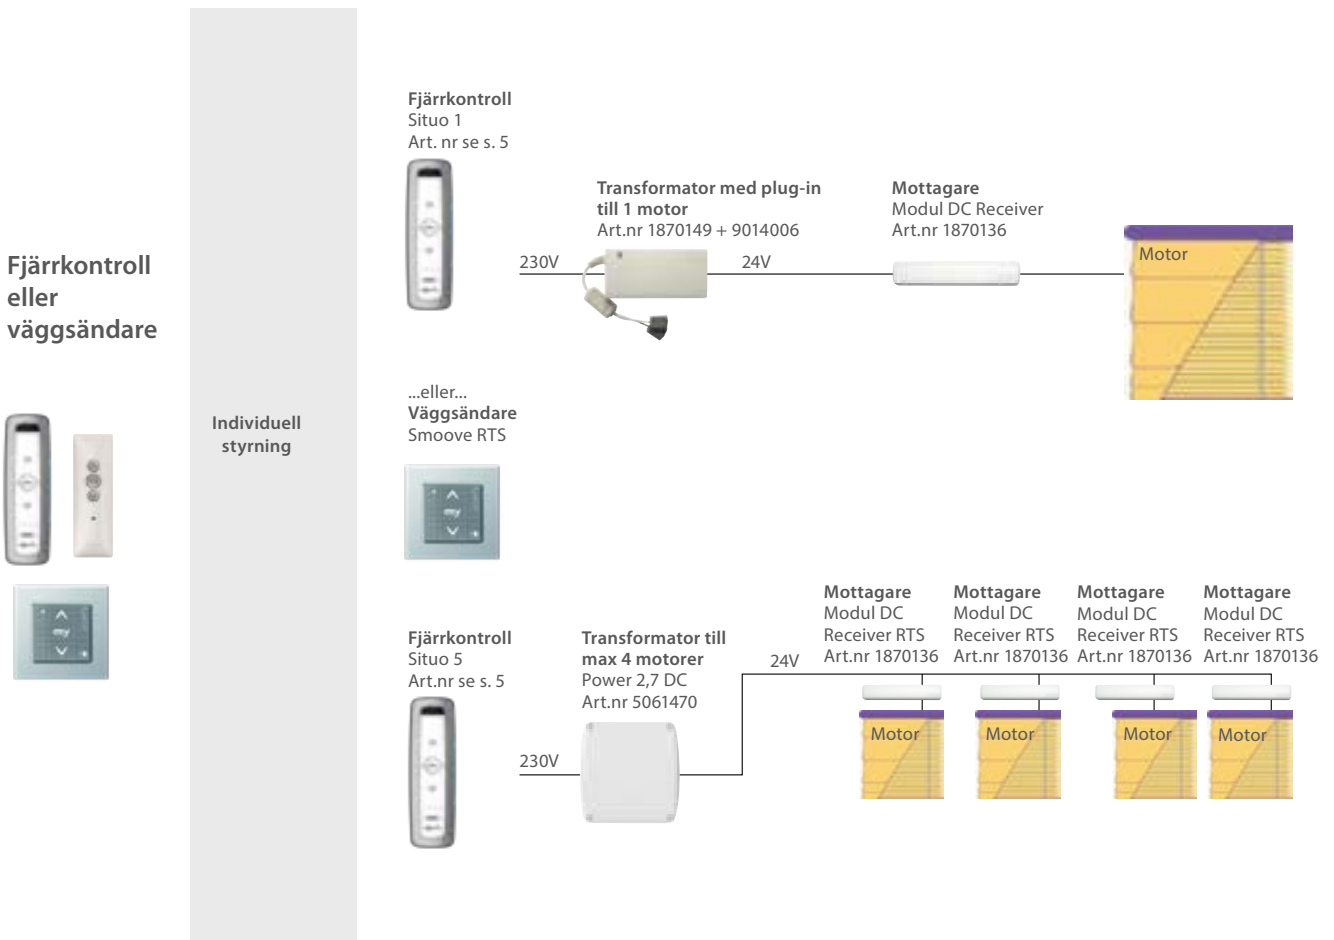 Fjärrkontroll
eller
väggsändare
Individuell
styrning
Fjärrkontroll
Situo 1
Art. nr se s. 5
Transformator med plug-in
till 1 motor
Art.nr 1870149 + 9014006
Mottagare
Modul DC Receiver
Art.nr 1870136
230V
24V
Motor
...eller...
Väggsändare
Smoove RTS
my
my
Fjärrkontroll
Situo 5
Art.nr se s. 5
Transformator till
max 4 motorer
Power 2,7 DC
Art.nr 5061470
230V
24V
Mottagare
Modul DC
Receiver RTS
Art.nr 1870136
Mottagare
Modul DC
Receiver RTS
Art.nr 1870136
Mottagare
Modul DC
Receiver RTS
Art.nr 1870136
Mottagare
Modul DC
Receiver RTS
Art.nr 1870136
Motor
Motor
Motor
Motor